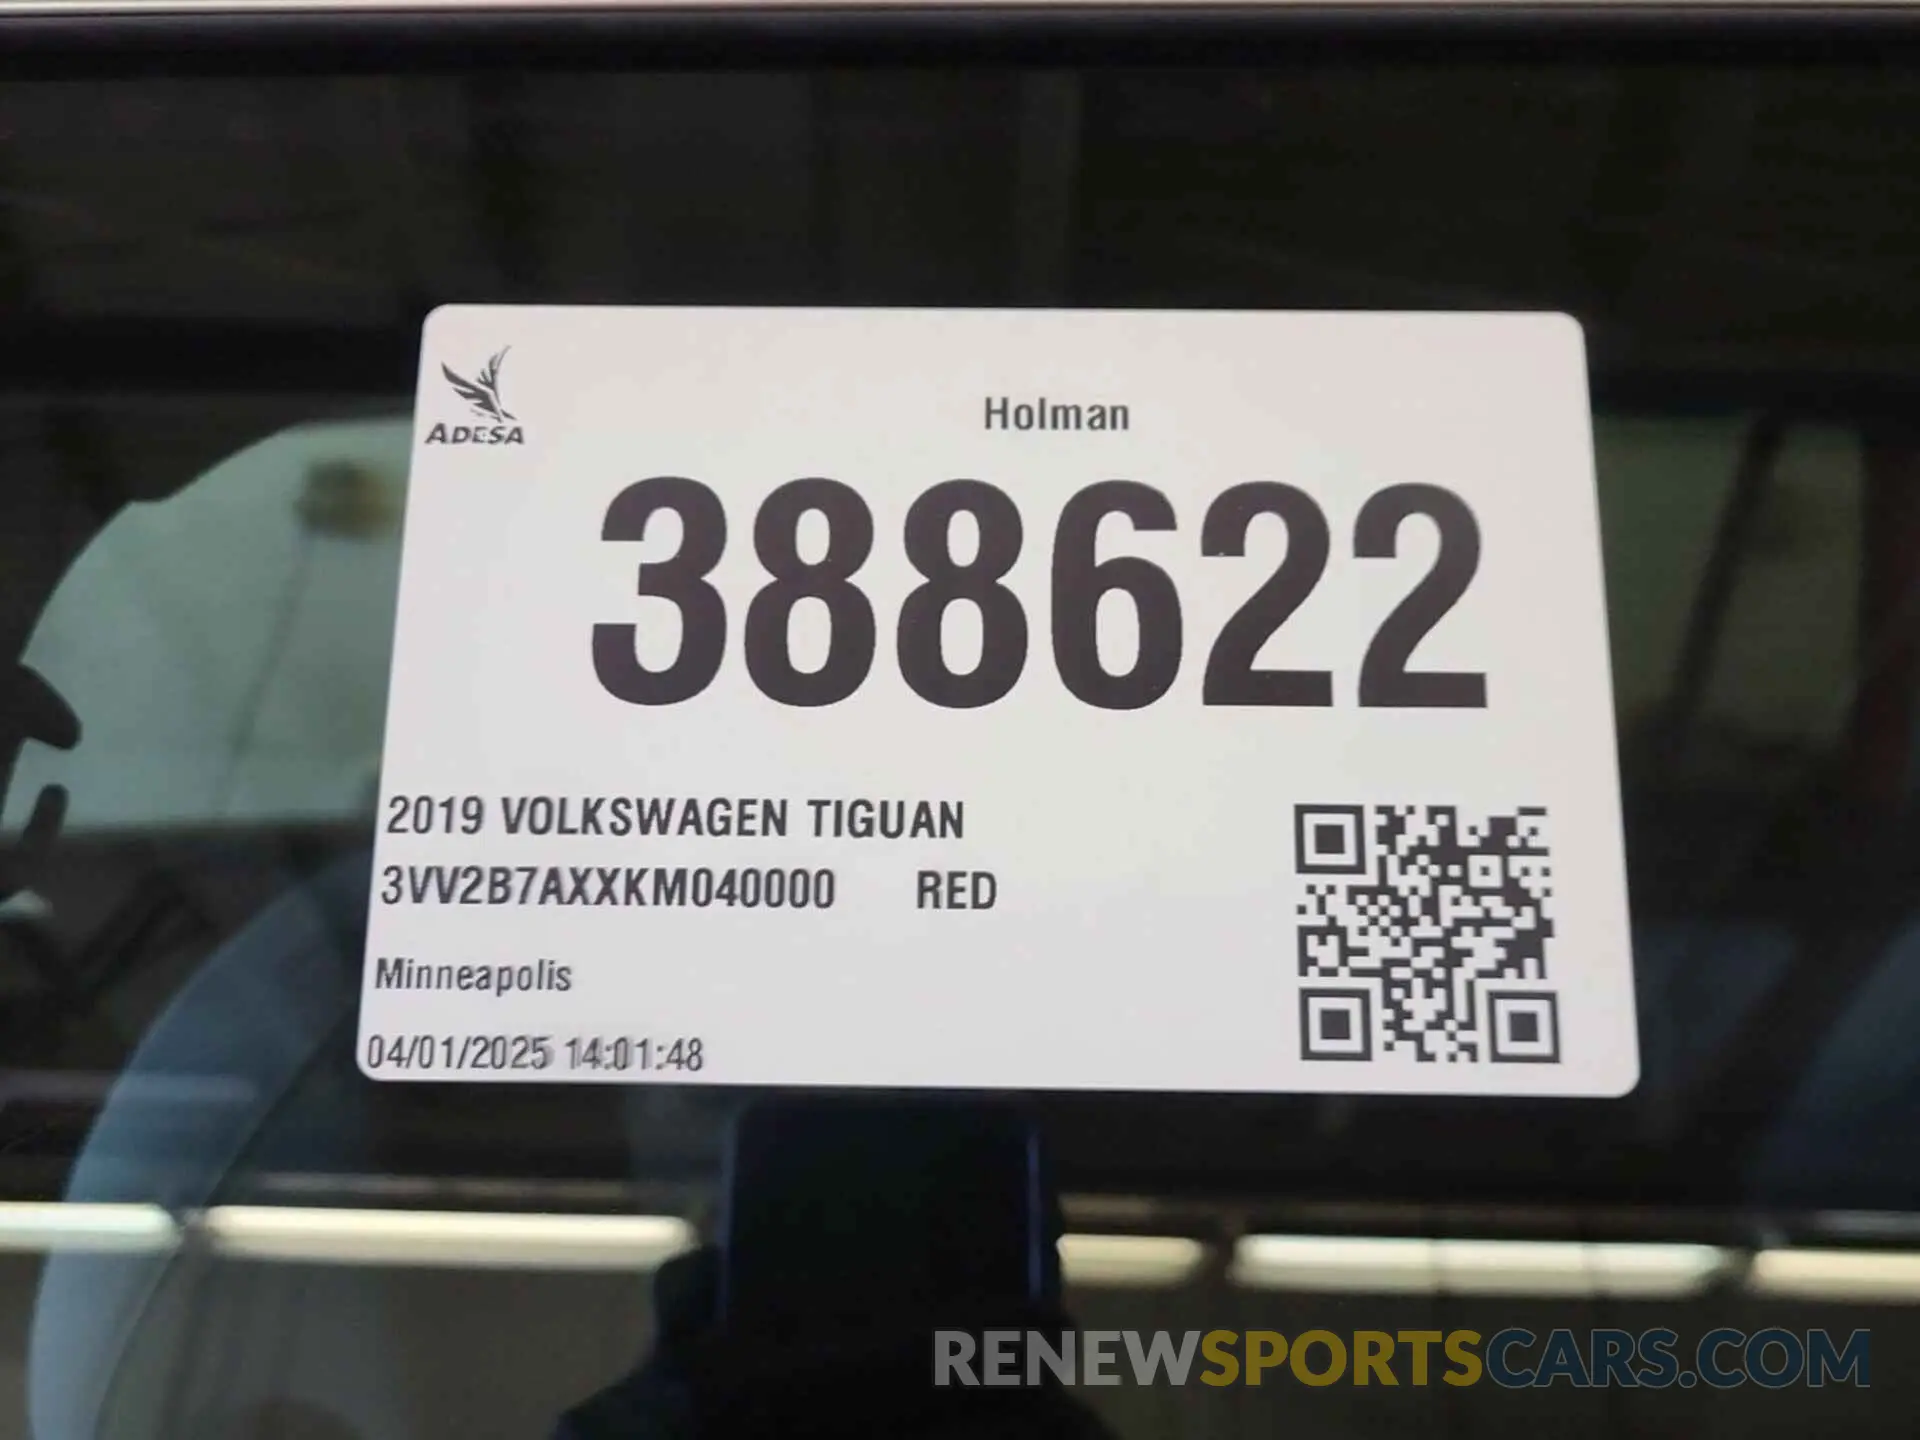 ADESA
Holman
388622
2019 VOLKSWAGEN TIGUAN
3VV2B7AXXKM040000 RED
Minneapolis
04/01/2025 14:01:48
RENEWSPORTSCARS.COM